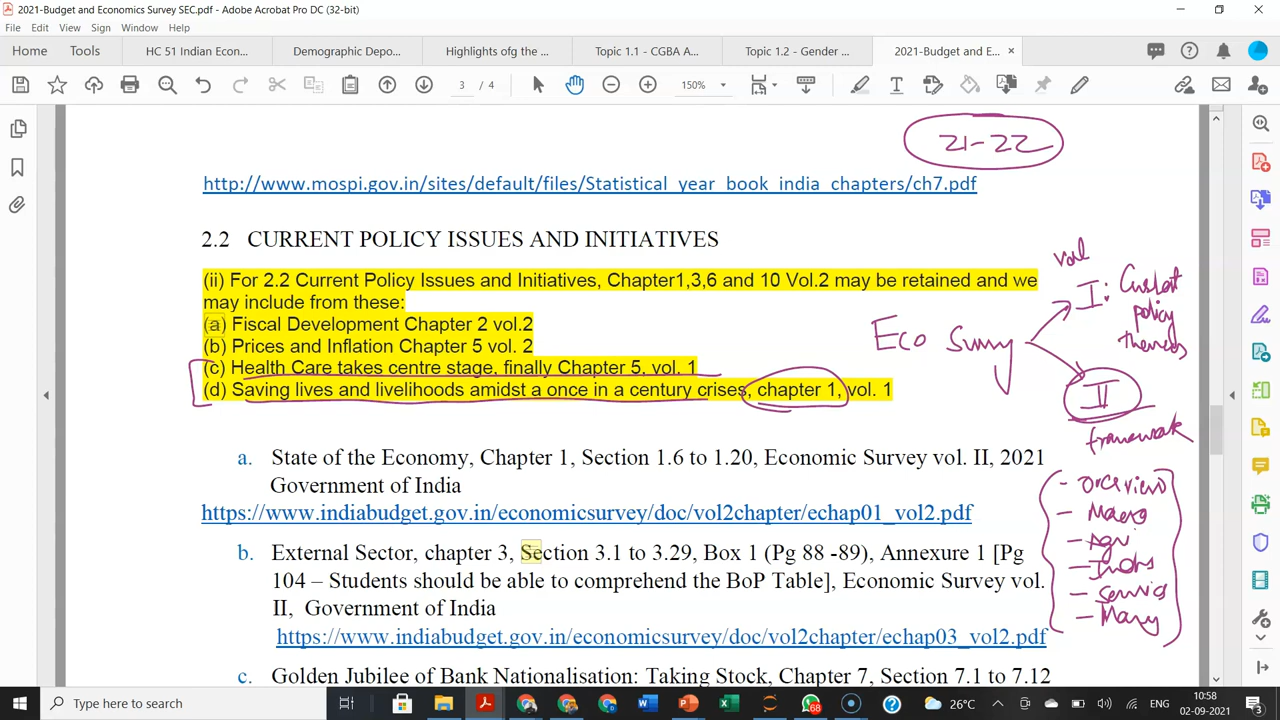 2021-Budget and Economics Survey SEC.pdf - Adobe Acrobat Pro DC (32-bit)
File Edit View Sign Window Help
Home Tools HC 51 Indian Econ... Demographic Depo... Highlights ofg the ... Topic 1.1 - CGBA A... Topic 1.2 - Gender ... 2021-Budget and E... ×
3 / 4 150%
21-22
http://www.mospi.gov.in/sites/default/files/Statistical_year_book_india_chapters/ch7.pdf
2.2 CURRENT POLICY ISSUES AND INITIATIVES
(ii) For 2.2 Current Policy Issues and Initiatives, Chapter1,3,6 and 10 Vol.2 may be retained and we
may include from these:
(a) Fiscal Development Chapter 2 vol.2
(b) Prices and Inflation Chapter 5 vol. 2
(c) Health Care takes centre stage, finally Chapter 5, vol. 1
(d) Saving lives and livelihoods amidst a once in a century crises, chapter 1, vol. 1
vol
I:
policy
Eco
II
framework
- overview
- Macro
- Agri
- Indus
- services
a. State of the Economy, Chapter 1, Section 1.6 to 1.20, Economic Survey vol. II, 2021
Government of India
https://www.indiabudget.gov.in/economicsurvey/doc/vol2chapter/echap01_vol2.pdf
b. External Sector, chapter 3, Section 3.1 to 3.29, Box 1 (Pg 88 -89), Annexure 1 [Pg
104 – Students should be able to comprehend the BoP Table], Economic Survey vol.
II, Government of India
https://www.indiabudget.gov.in/economicsurvey/doc/vol2chapter/echap03_vol2.pdf
c. Golden Jubilee of Bank Nationalisation: Taking Stock, Chapter 7, Section 7.1 to 7.12
Type here to search
68
26°C
ENG
10:58
02-09-2021
3